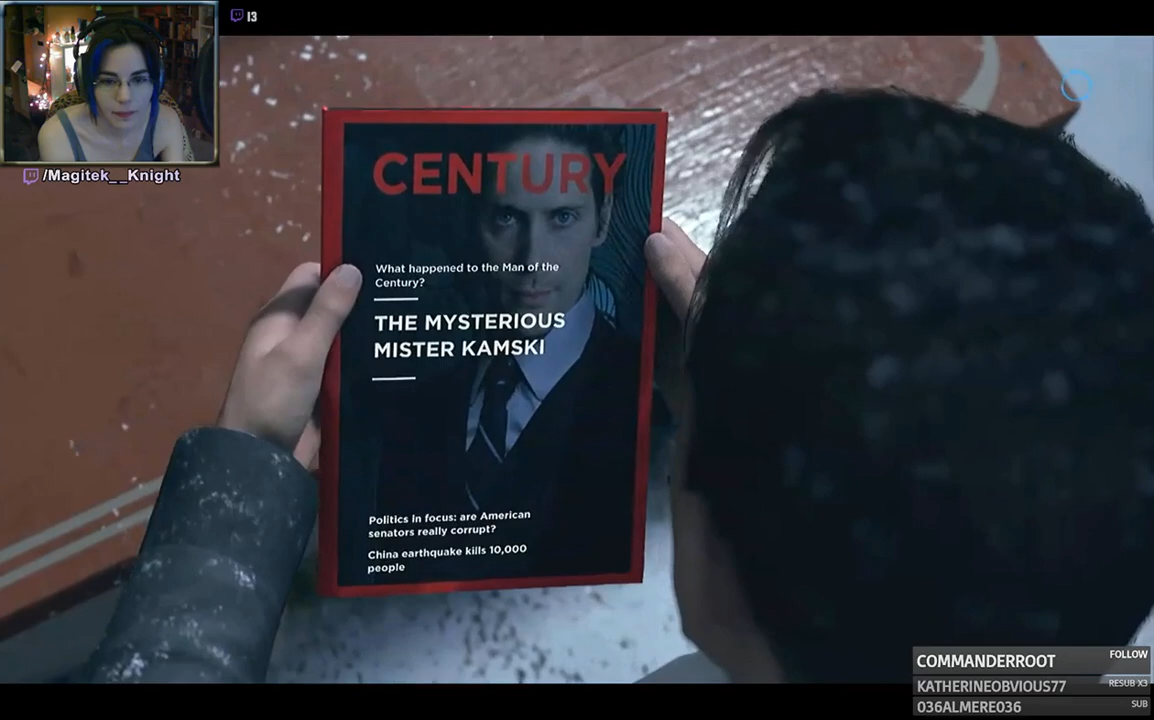 13
/Magitek__Knight
CENTURY
What happened to the Man of the
Century?
THE MYSTERIOUS
MISTER KAMSKI
Politics in focus: are American
senators really corrupt?
China earthquake kills 10,000
people
COMMANDERROOT FOLLOW
KATHERINEOBVIOUS77 RESUB X3
036ALMERE036 SUB